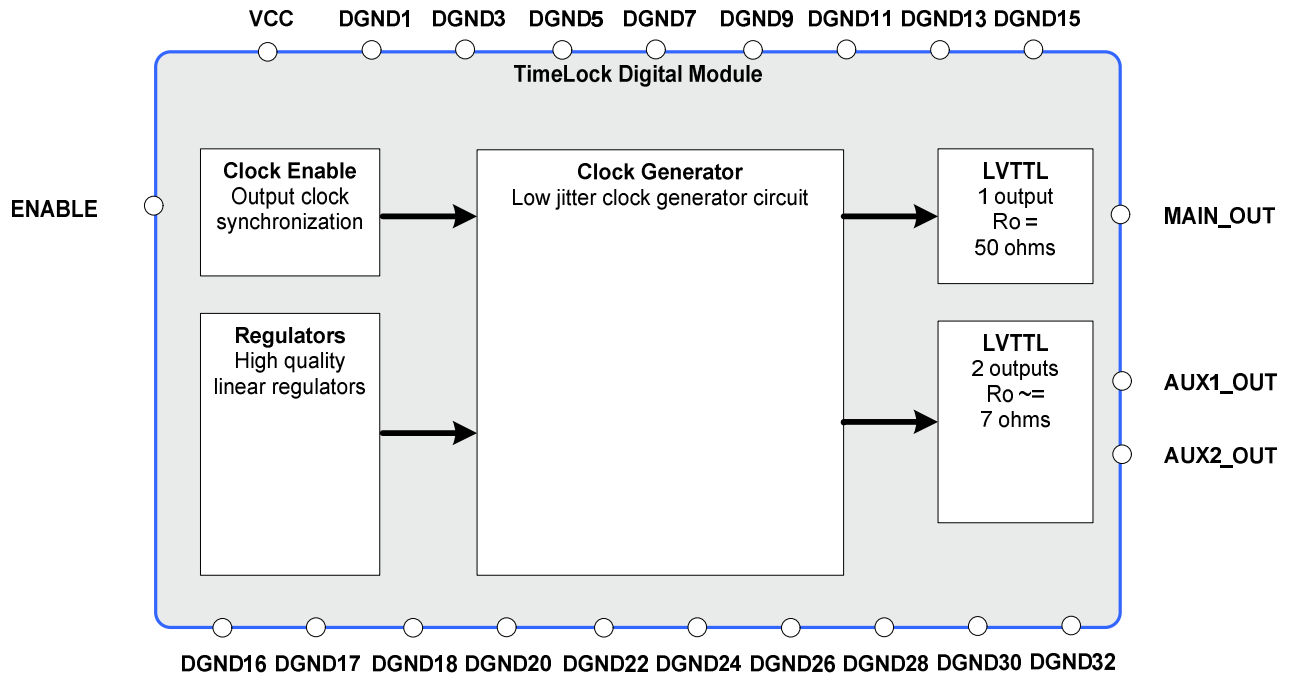 VCC DGND1 DGND3 DGND5 DGND7 DGND9 DGND11 DGND13 DGND15
TimeLock Digital Module
ENABLE
Clock Enable
Output clock
synchronization
Regulators
High quality
linear regulators
Clock Generator
Low jitter clock generator circuit
LVTTL
1 output
Ro =
50 ohms
LVTTL
2 outputs
Ro ~=
7 ohms
MAIN_OUT
AUX1_OUT
AUX2_OUT
DGND16 DGND17 DGND18 DGND20 DGND22 DGND24 DGND26 DGND28 DGND30 DGND32